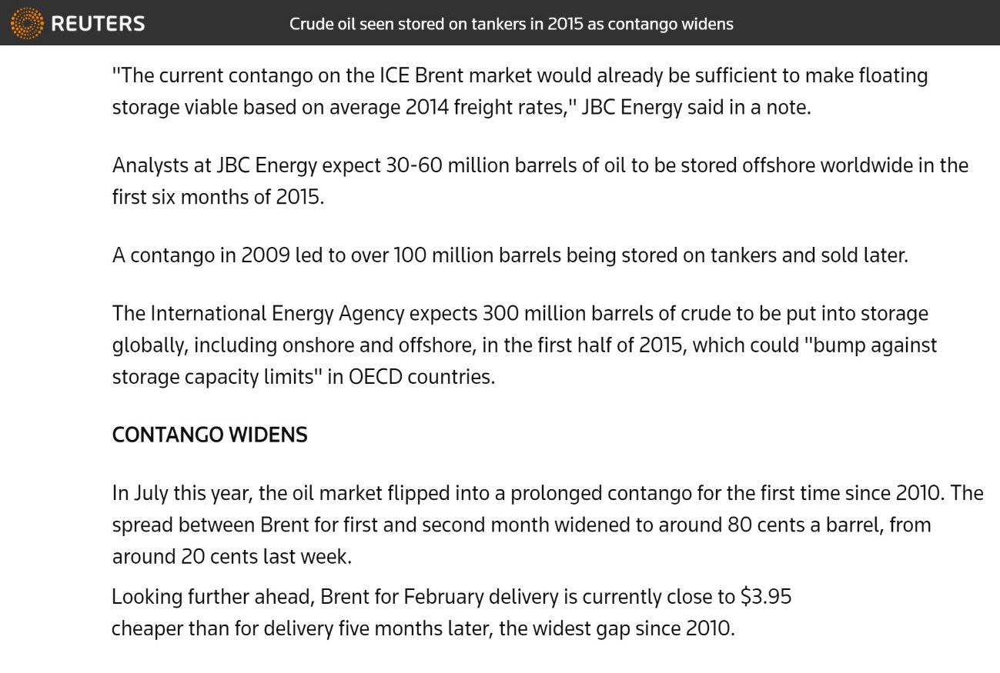 REUTERS
Crude oil seen stored on tankers in 2015 as contango widens
"The current contango on the ICE Brent market would already be sufficient to make floating
storage viable based on average 2014 freight rates," JBC Energy said in a note.
Analysts at JBC Energy expect 30-60 million barrels of oil to be stored offshore worldwide in the
first six months of 2015.
A contango in 2009 led to over 100 million barrels being stored on tankers and sold later.
The International Energy Agency expects 300 million barrels of crude to be put into storage
globally, including onshore and offshore, in the first half of 2015, which could "bump against
storage capacity limits" in OECD countries.
CONTANGO WIDENS
In July this year, the oil market flipped into a prolonged contango for the first time since 2010. The
spread between Brent for first and second month widened to around 80 cents a barrel, from
around 20 cents last week.
Looking further ahead, Brent for February delivery is currently close to $3.95
cheaper than for delivery five months later, the widest gap since 2010.